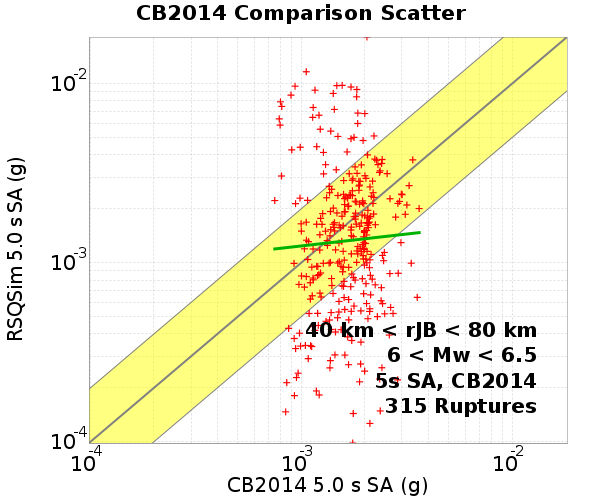 CB2014 Comparison Scatter
RSQSim 5.0 s SA (g)
10⁻²
10⁻³
10⁻⁴
40 km < rJB < 80 km
6 < Mw < 6.5
5s SA, CB2014
315 Ruptures
10⁻⁴ 10⁻³ 10⁻²
CB2014 5.0 s SA (g)